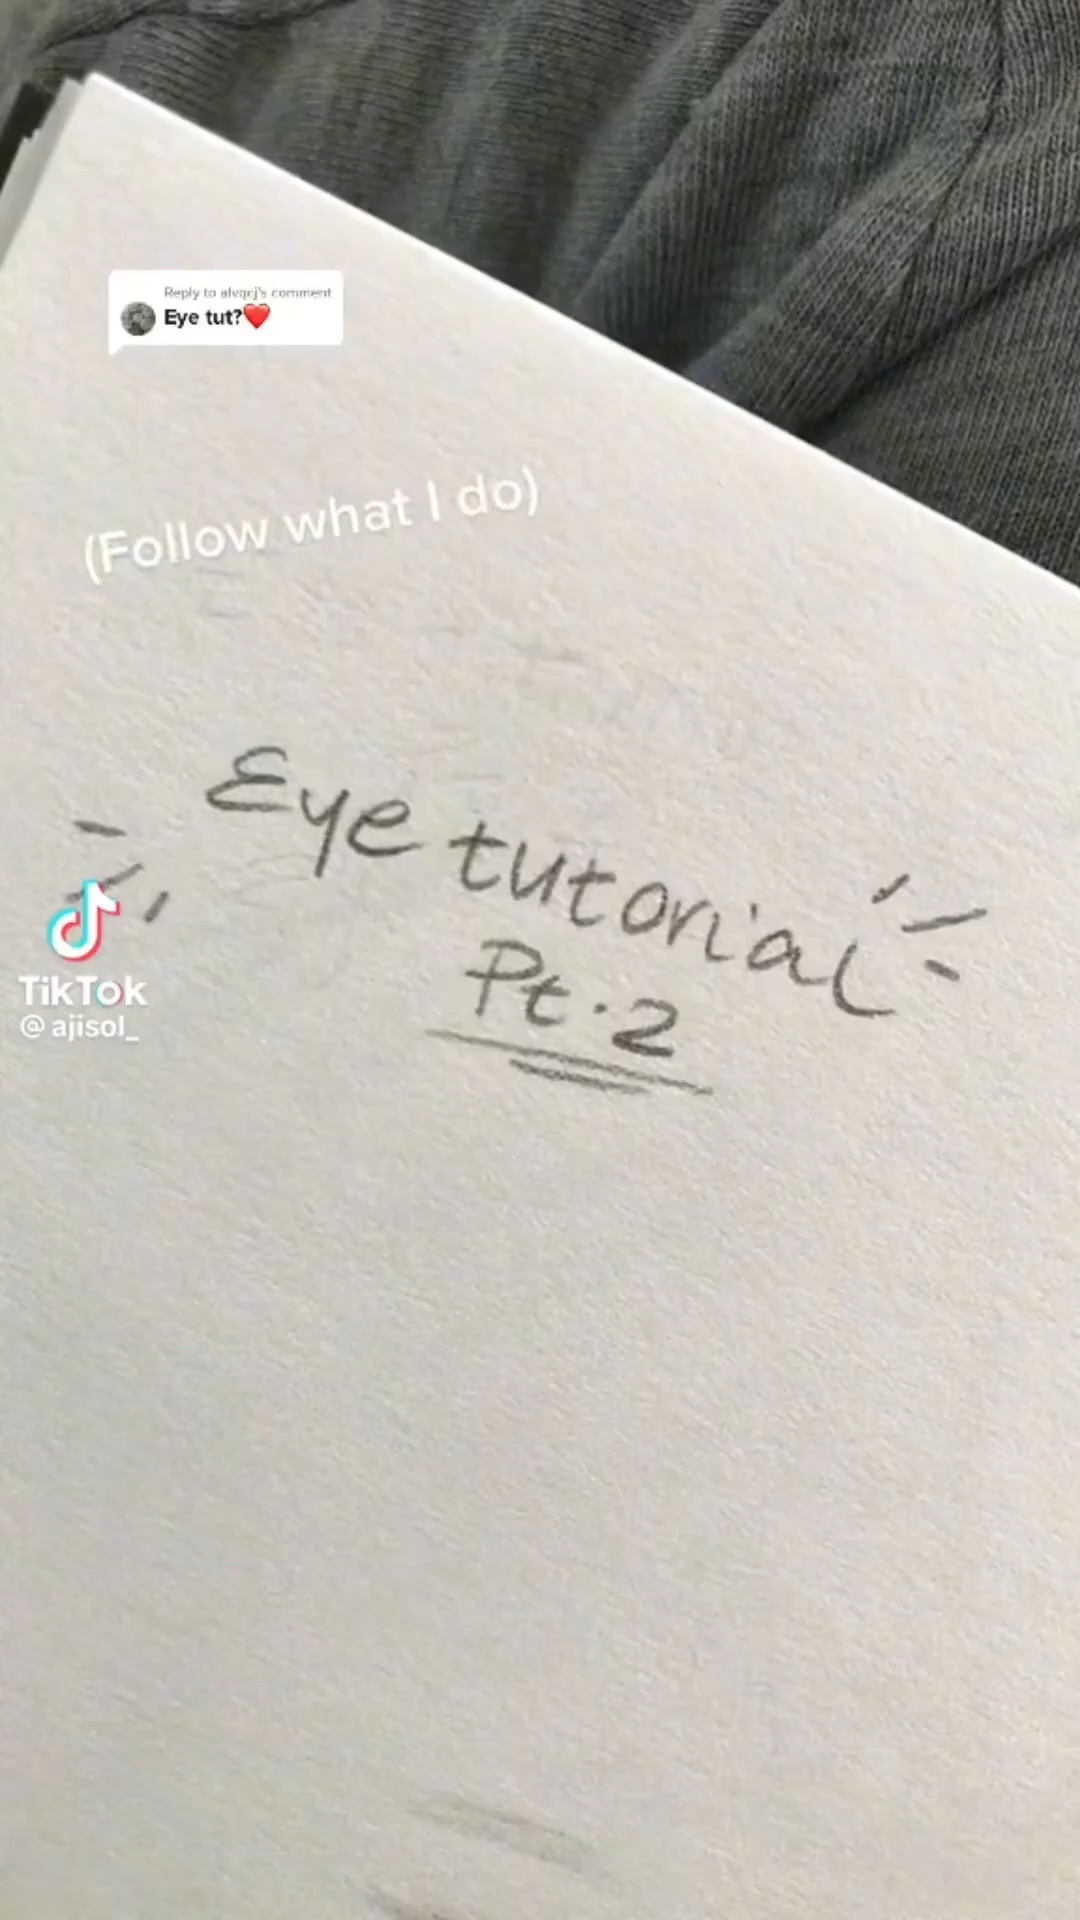 Reply to alvqcj's comment
Eye tut?❤️
(Follow what I do)
Eye tutorial
Pt.2
TikTok
@ajisol_